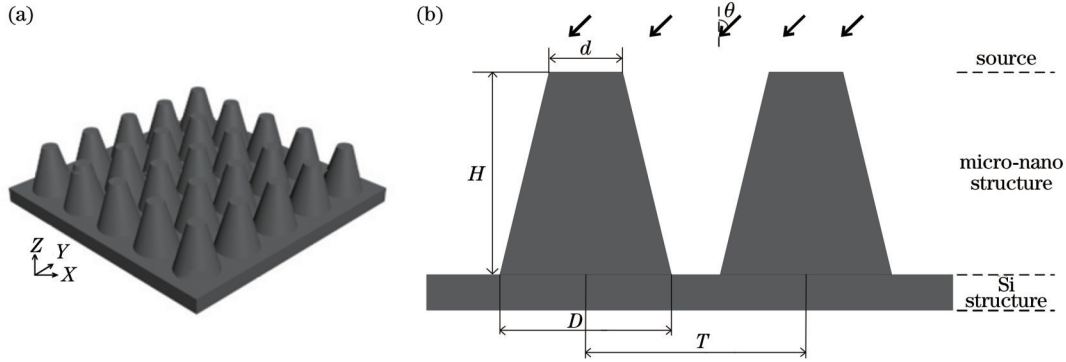 (a)
Z
Y
X
(b)
θ
d
source
H
micro-nano
structure
Si
structure
D
T